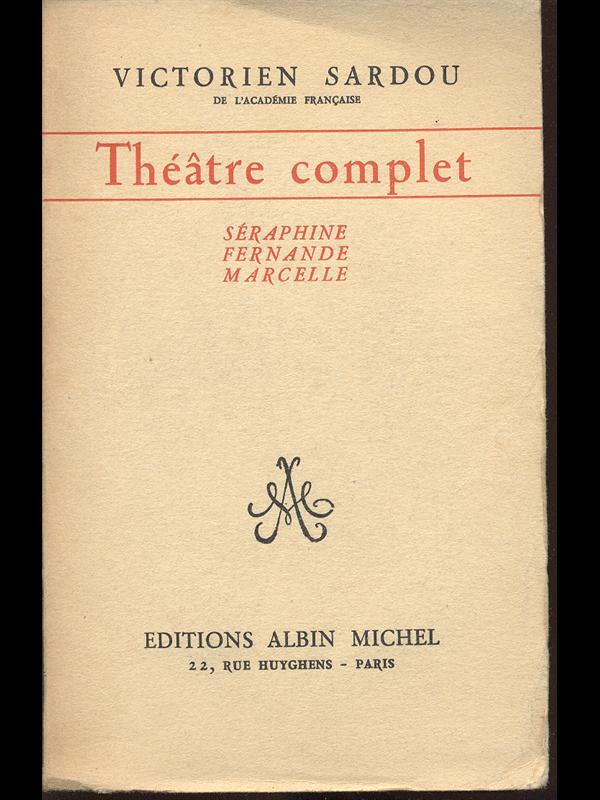 VICTORIEN SARDOU
DE L'ACADÉMIE FRANÇAISE
Théâtre complet
SÉRAPHINE
FERNANDE
MARCELLE
EDITIONS ALBIN MICHEL
22, RUE HUYGHENS – PARIS